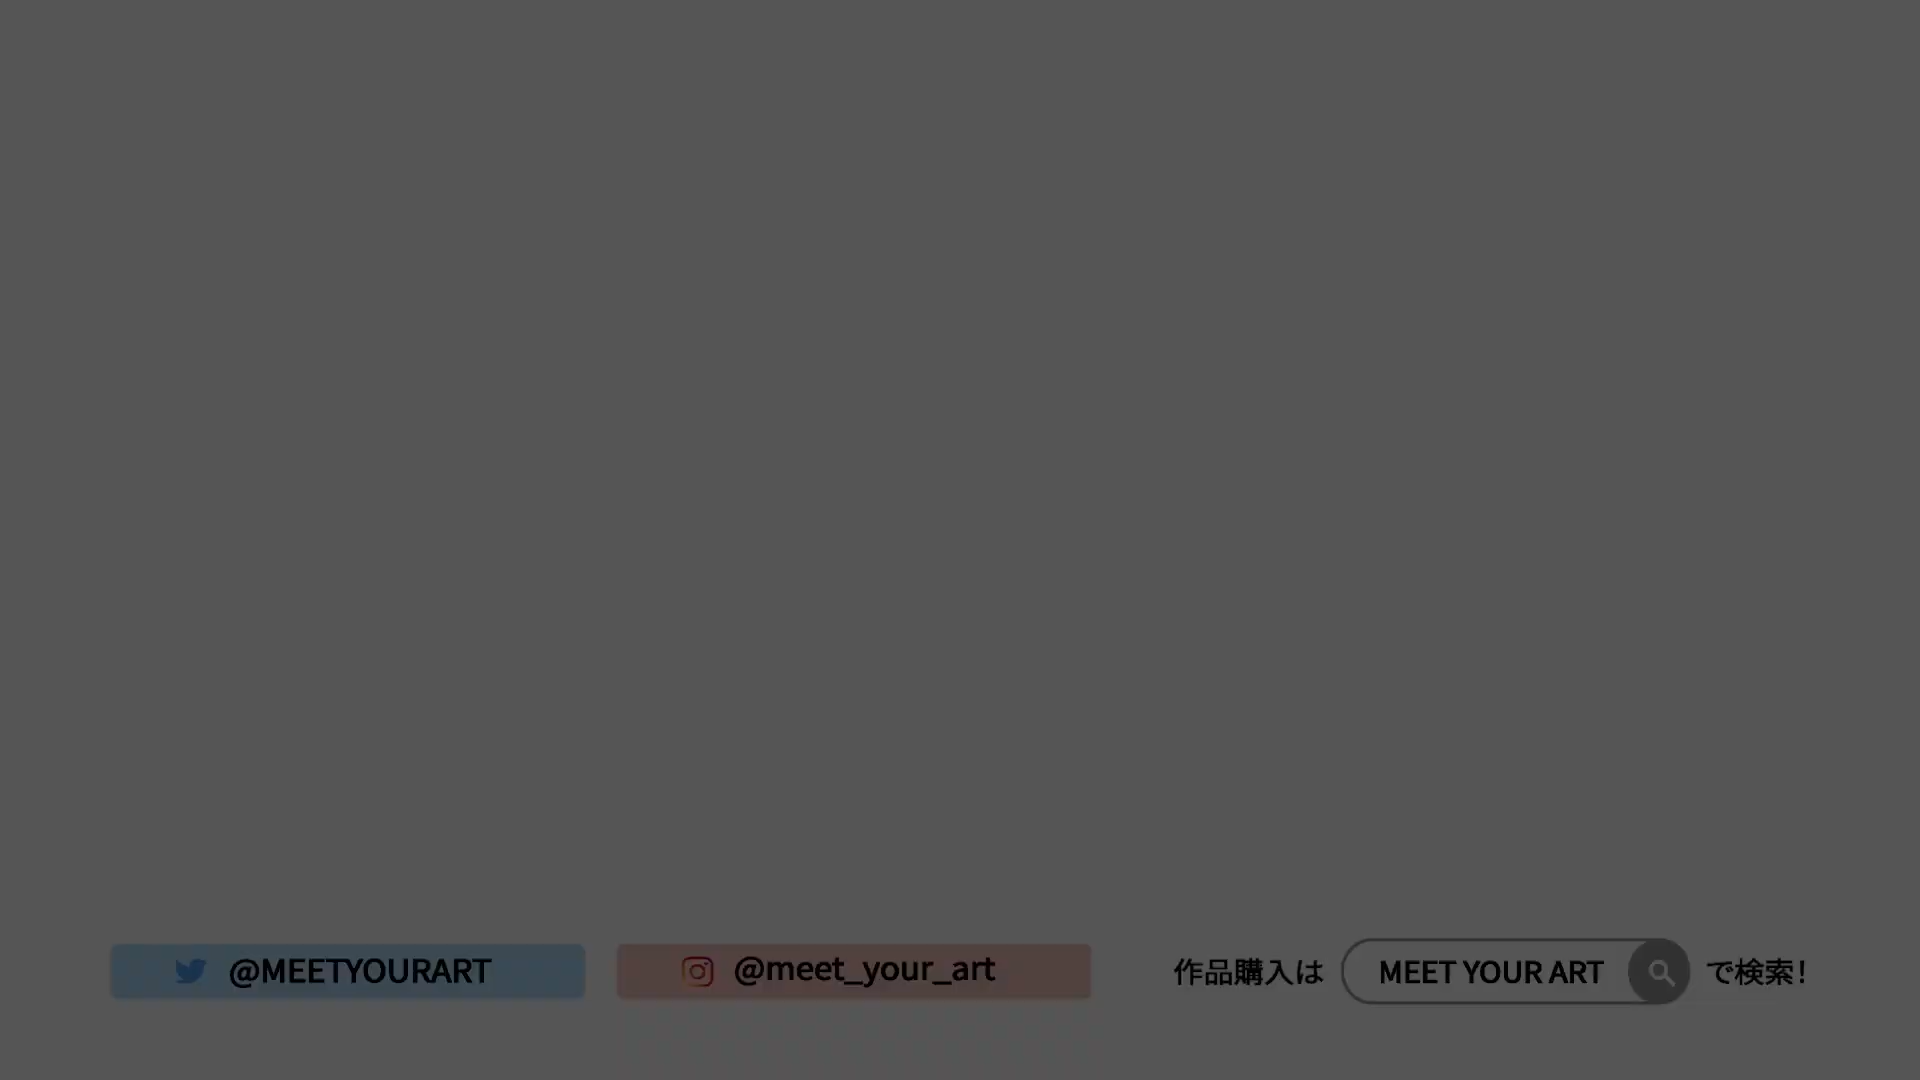 @MEETYOURART
@meet_your_art
作品購入は MEET YOUR ART で検索!